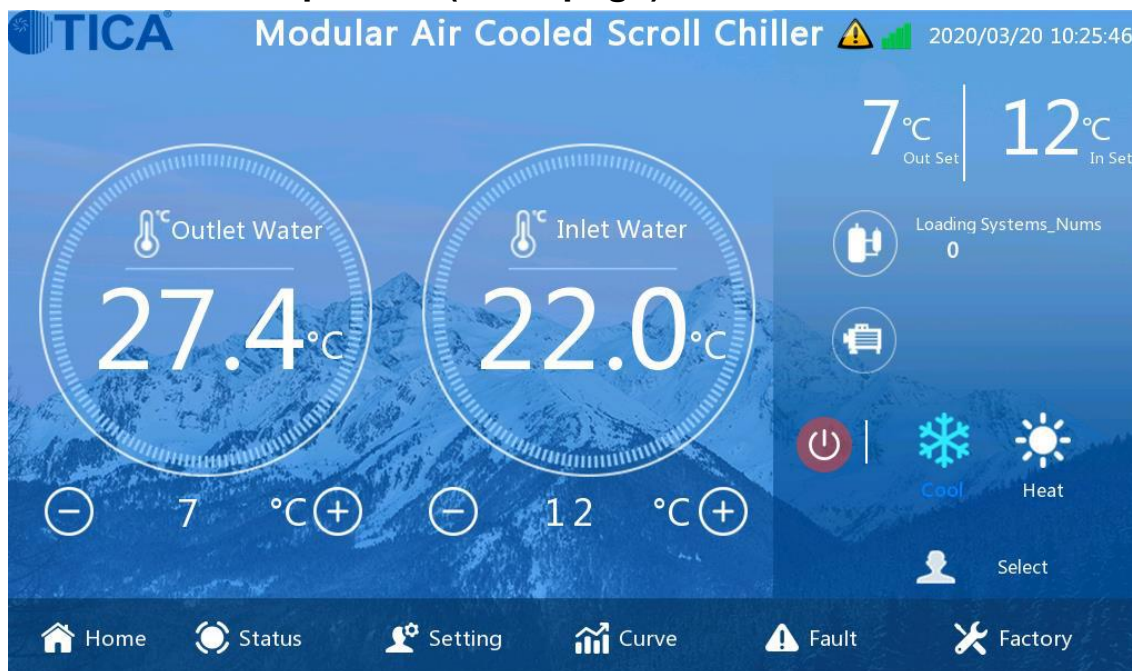 TICA Modular Air Cooled Scroll Chiller 2020/03/20 10:25:46
7°C Out Set 12°C In Set
Outlet Water
27.4°C
Inlet Water
22.0°C
Loading Systems_Nums
0
Cool Heat
7 °C 12 °C
Select
Home Status Setting Curve Fault Factory